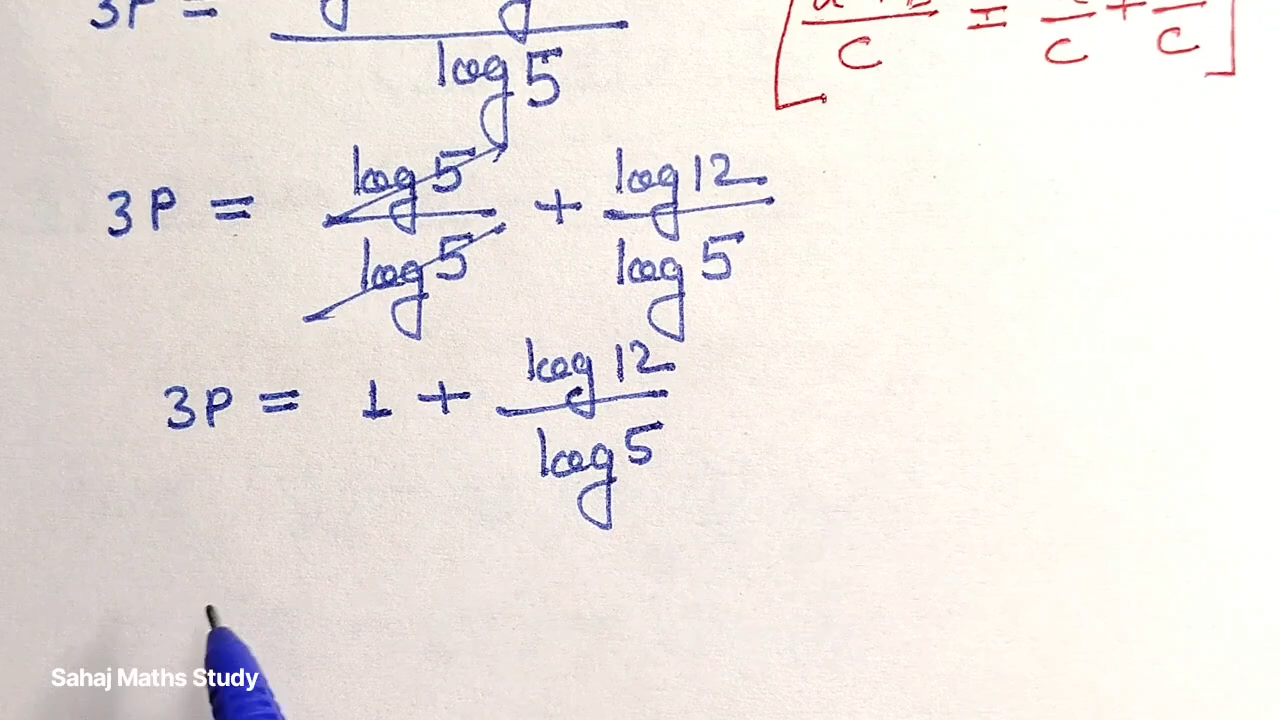 3P =
log 5
[ / c = / c + / c ]
3P = log 5 / log 5 + log 12 / log 5
3P = 1 + log 12 / log 5
Sahaj Maths Study